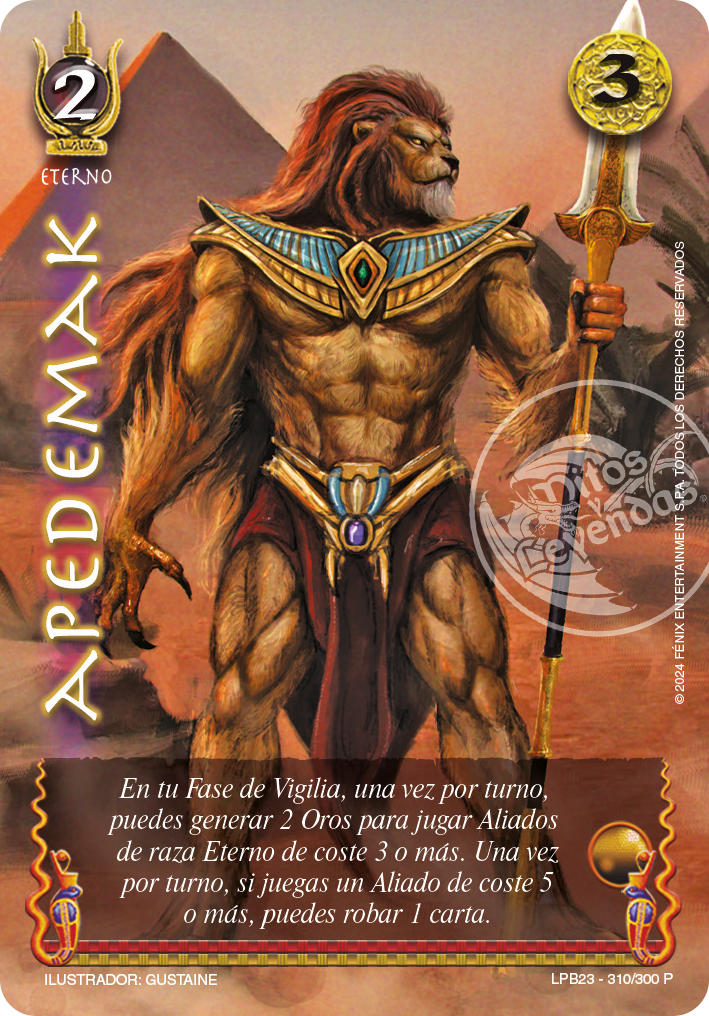 2
3
ETERNO
APEDEMAK
Mitos
y
Leyendas
©2024 FÉNIX ENTERTAINMENT S.P.A. TODOS LOS DERECHOS RESERVADOS
En tu Fase de Vigilia, una vez por turno,
puedes generar 2 Oros para jugar Aliados
de raza Eterno de coste 3 o más. Una vez
por turno, si juegas un Aliado de coste 5
o más, puedes robar 1 carta.
ILUSTRADOR: GUSTAINE
LPB23 - 310/300 P